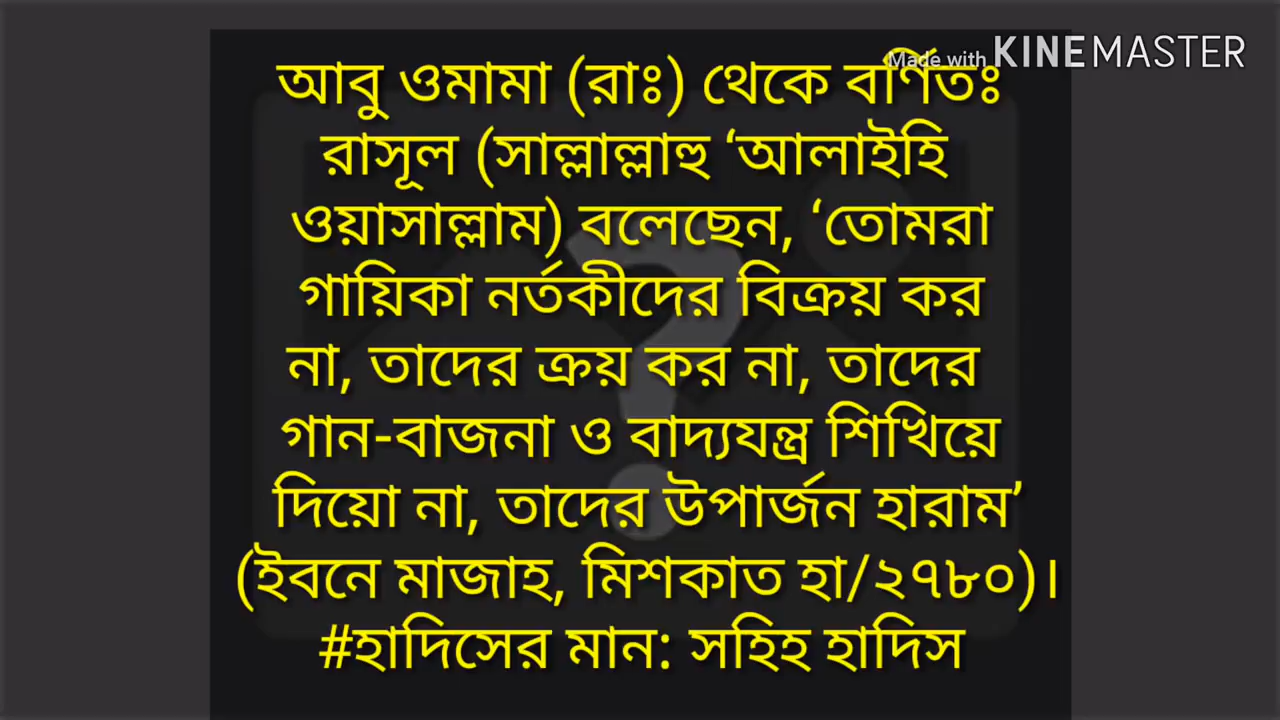 Made with KINEMASTER
আবু ওমামা (রাঃ) থেকে বর্ণিতঃ
রাসূল (সাল্লাল্লাহু ‘আলাইহি
ওয়াসাল্লাম) বলেছেন, ‘তোমরা
গায়িকা নর্তকীদের বিক্রয় কর
না, তাদের ক্রয় কর না, তাদের
গান-বাজনা ও বাদ্যযন্ত্র শিখিয়ে
দিয়ো না, তাদের উপার্জন হারাম’
(ইবনে মাজাহ, মিশকাত হা/২৭৮০)।
#হাদিসের মান: সহিহ হাদিস